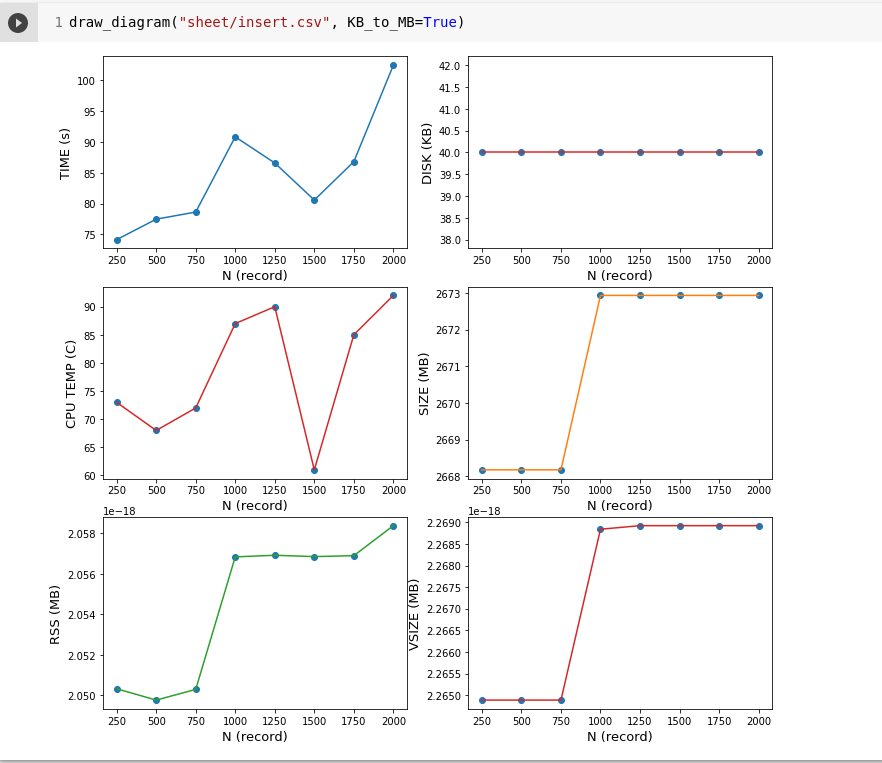 1 draw_diagram("sheet/insert.csv", KB_to_MB=True)
TIME (s)
100
95
90
85
80
75
250 500 750 1000 1250 1500 1750 2000
N (record)
DISK (KB)
42.0
41.5
41.0
40.5
40.0
39.5
39.0
38.5
38.0
250 500 750 1000 1250 1500 1750 2000
N (record)
CPU TEMP (C)
90
85
80
75
70
65
60
250 500 750 1000 1250 1500 1750 2000
N (record)
SIZE (MB)
2673
2672
2671
2670
2669
2668
250 500 750 1000 1250 1500 1750 2000
N (record)
1e−18
RSS (MB)
2.058
2.056
2.054
2.052
2.050
250 500 750 1000 1250 1500 1750 2000
N (record)
1e−18
VSIZE (MB)
2.2690
2.2685
2.2680
2.2675
2.2670
2.2665
2.2660
2.2655
2.2650
250 500 750 1000 1250 1500 1750 2000
N (record)